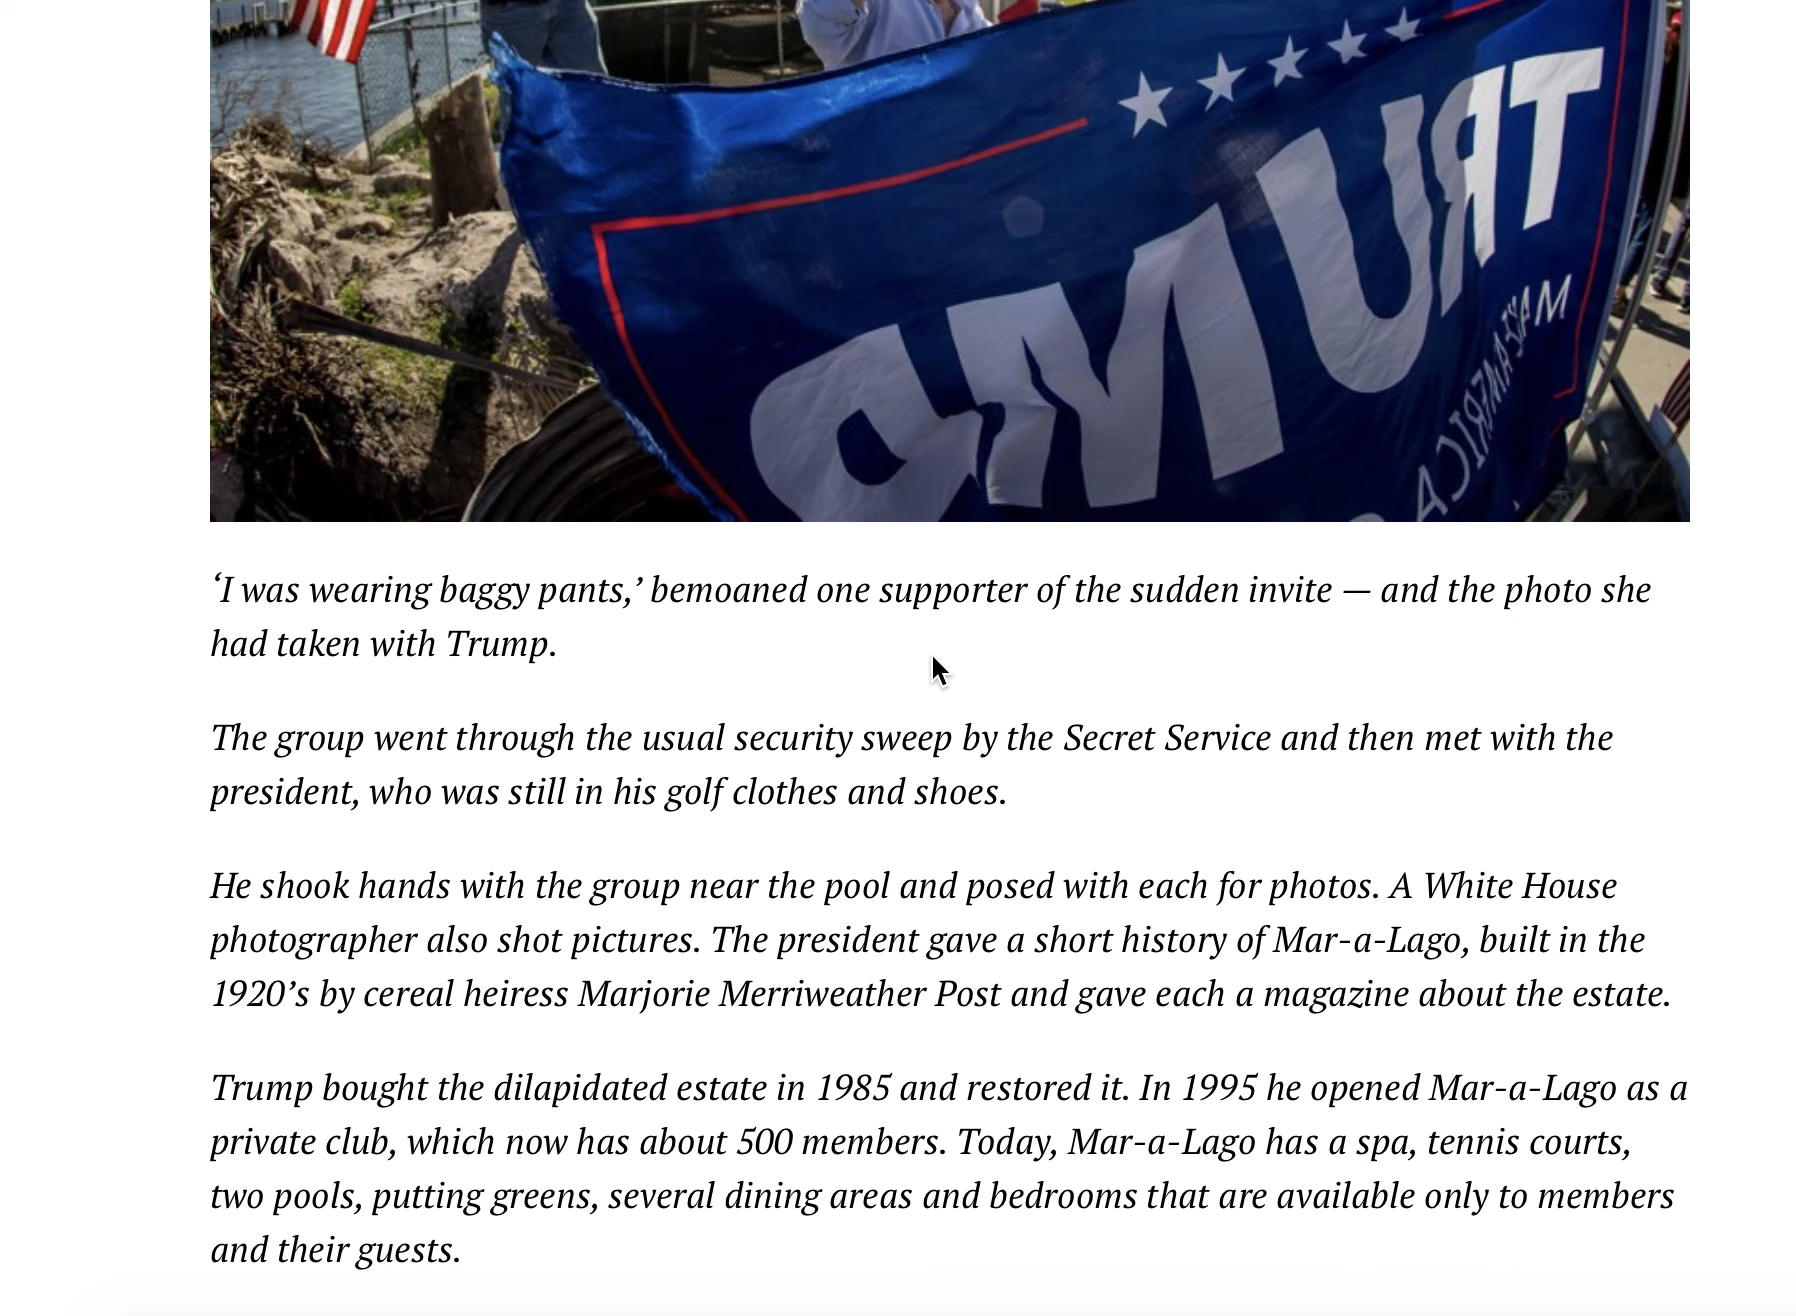 TRUMP
MAKE AMERICA
‘I was wearing baggy pants,’ bemoaned one supporter of the sudden invite — and the photo she
had taken with Trump.
The group went through the usual security sweep by the Secret Service and then met with the
president, who was still in his golf clothes and shoes.
He shook hands with the group near the pool and posed with each for photos. A White House
photographer also shot pictures. The president gave a short history of Mar-a-Lago, built in the
1920’s by cereal heiress Marjorie Merriweather Post and gave each a magazine about the estate.
Trump bought the dilapidated estate in 1985 and restored it. In 1995 he opened Mar-a-Lago as a
private club, which now has about 500 members. Today, Mar-a-Lago has a spa, tennis courts,
two pools, putting greens, several dining areas and bedrooms that are available only to members
and their guests.